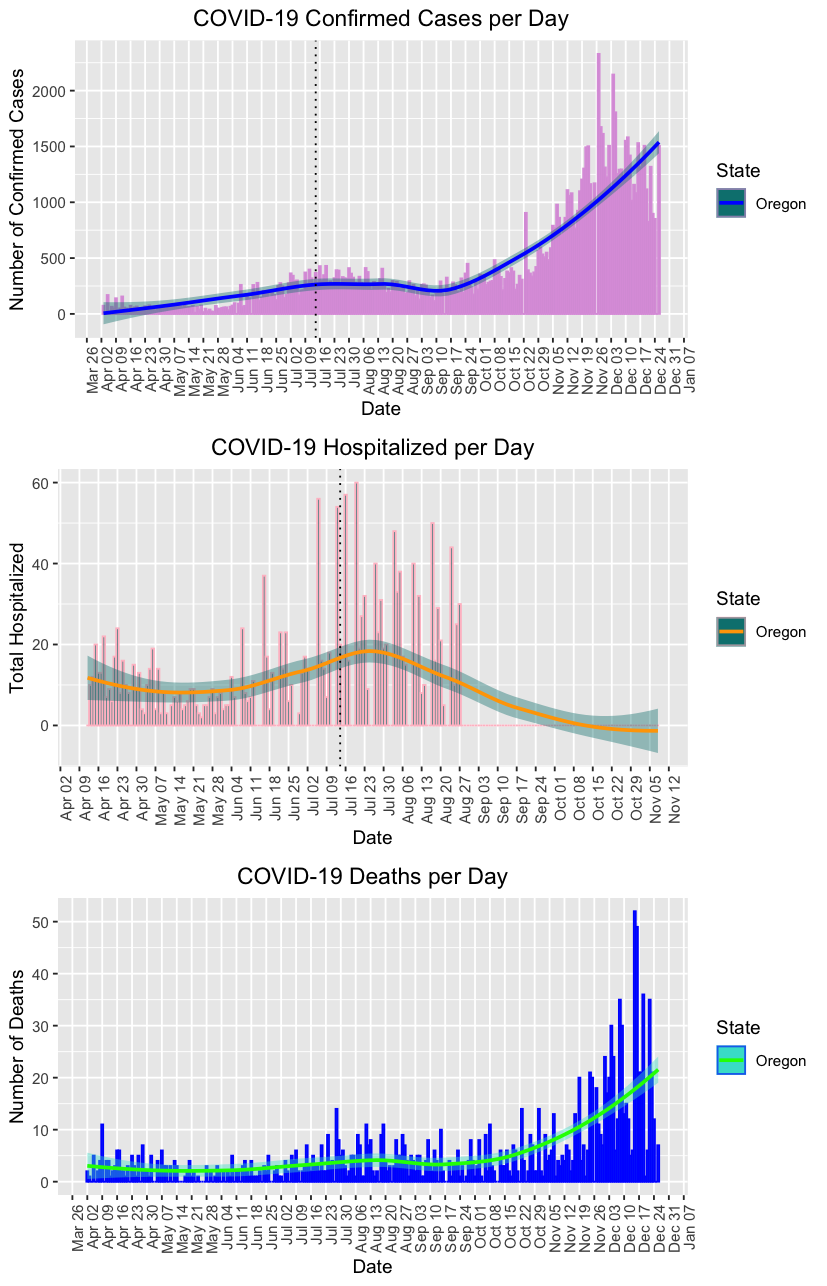 COVID-19 Confirmed Cases per Day
Number of Confirmed Cases
2000
1500
1000
500
0
Mar 26
Apr 02
Apr 09
Apr 16
Apr 23
Apr 30
May 07
May 14
May 21
May 28
Jun 04
Jun 11
Jun 18
Jun 25
Jul 02
Jul 09
Jul 16
Jul 23
Jul 30
Aug 06
Aug 13
Aug 20
Aug 27
Sep 03
Sep 10
Sep 17
Sep 24
Oct 01
Oct 08
Oct 15
Oct 22
Oct 29
Nov 05
Nov 12
Nov 19
Nov 26
Dec 03
Dec 10
Dec 17
Dec 24
Dec 31
Jan 07
Date
State
Oregon
COVID-19 Hospitalized per Day
Total Hospitalized
60
40
20
0
Apr 02
Apr 09
Apr 16
Apr 23
Apr 30
May 07
May 14
May 21
May 28
Jun 04
Jun 11
Jun 18
Jun 25
Jul 02
Jul 09
Jul 16
Jul 23
Jul 30
Aug 06
Aug 13
Aug 20
Aug 27
Sep 03
Sep 10
Sep 17
Sep 24
Oct 01
Oct 08
Oct 15
Oct 22
Oct 29
Nov 05
Nov 12
Date
State
Oregon
COVID-19 Deaths per Day
Number of Deaths
50
40
30
20
10
0
Mar 26
Apr 02
Apr 09
Apr 16
Apr 23
Apr 30
May 07
May 14
May 21
May 28
Jun 04
Jun 11
Jun 18
Jun 25
Jul 02
Jul 09
Jul 16
Jul 23
Jul 30
Aug 06
Aug 13
Aug 20
Aug 27
Sep 03
Sep 10
Sep 17
Sep 24
Oct 01
Oct 08
Oct 15
Oct 22
Oct 29
Nov 05
Nov 12
Nov 19
Nov 26
Dec 03
Dec 10
Dec 17
Dec 24
Dec 31
Jan 07
Date
State
Oregon